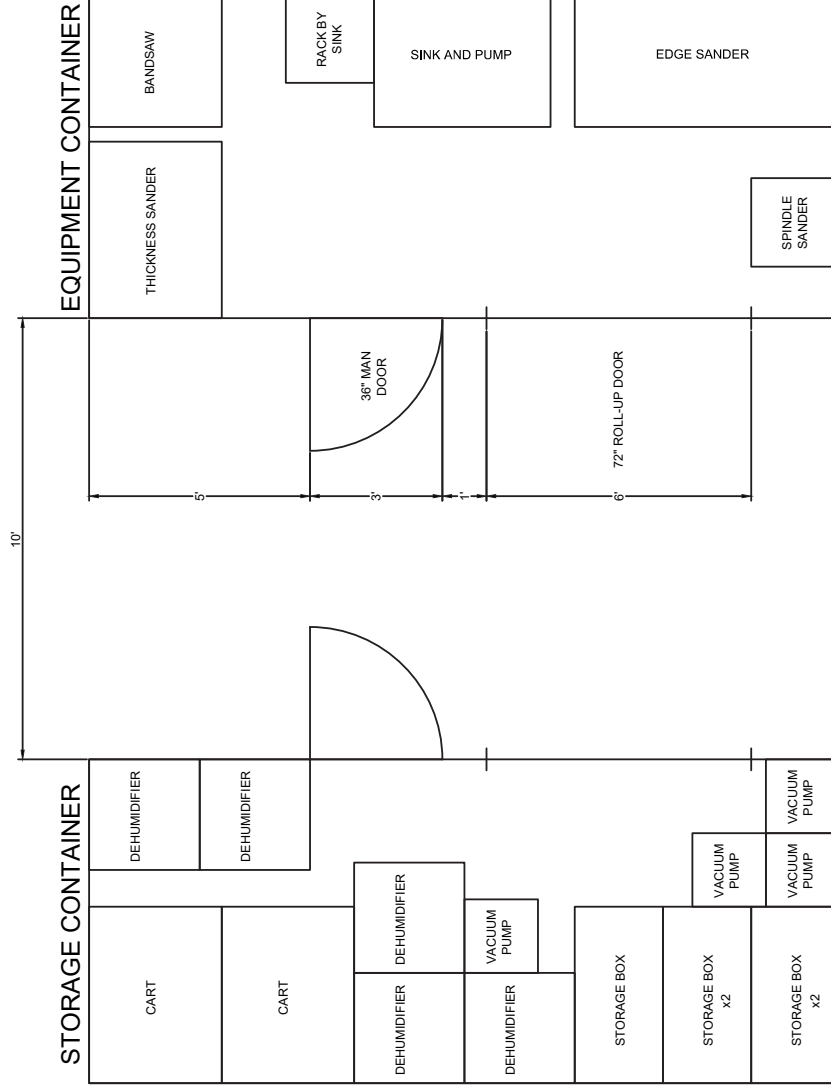 EQUIPMENT CONTAINER
BANDSAW
THICKNESS SANDER
RACK BY
SINK
SINK AND PUMP
EDGE SANDER
SPINDLE
SANDER
10'
5'
3'
1'
6'
36" MAN
DOOR
72" ROLL-UP DOOR
STORAGE CONTAINER
DEHUMIDIFIER
DEHUMIDIFIER
CART
CART
DEHUMIDIFIER
DEHUMIDIFIER
VACUUM
PUMP
DEHUMIDIFIER
STORAGE BOX
STORAGE BOX
x2
STORAGE BOX
x2
VACUUM
PUMP
VACUUM
PUMP
VACUUM
PUMP